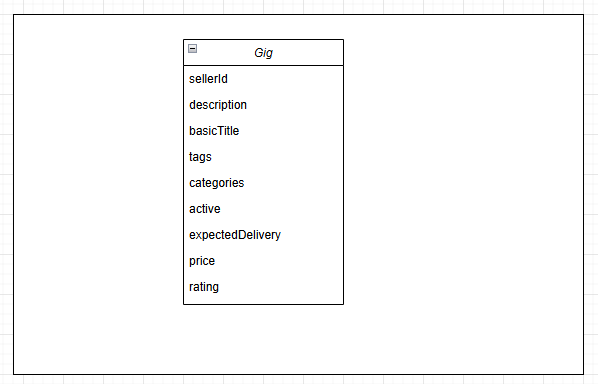 Gig
sellerId
description
basicTitle
tags
categories
active
expectedDelivery
price
rating